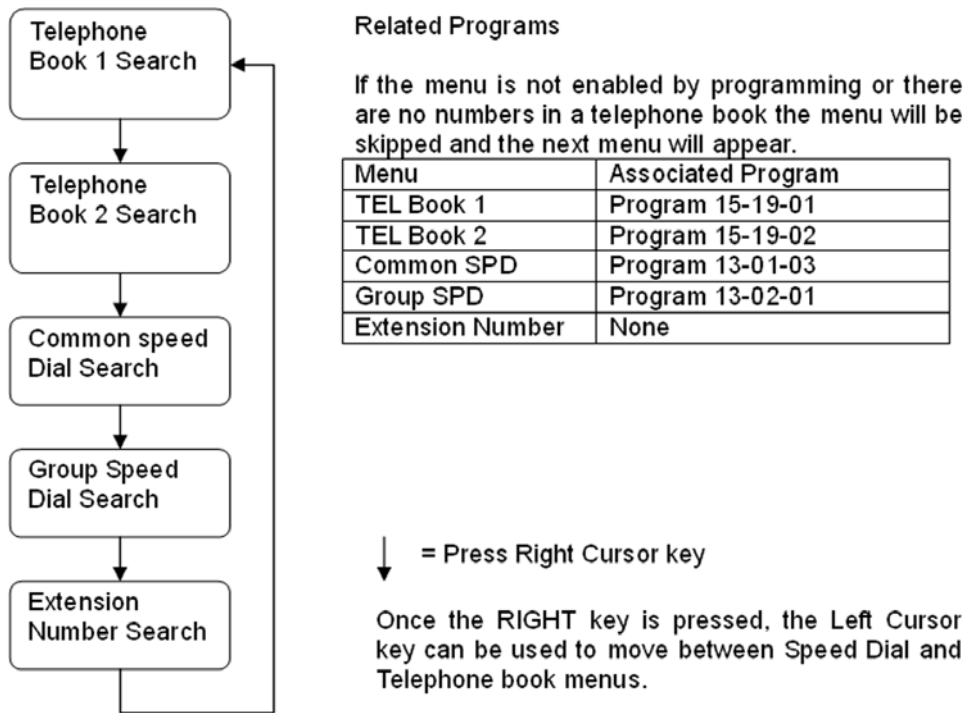 Telephone
Book 1 Search
Telephone
Book 2 Search
Common speed
Dial Search
Group Speed
Dial Search
Extension
Number Search
Related Programs
If the menu is not enabled by programming or there
are no numbers in a telephone book the menu will be
skipped and the next menu will appear.
Menu Associated Program
TEL Book 1 Program 15-19-01
TEL Book 2 Program 15-19-02
Common SPD Program 13-01-03
Group SPD Program 13-02-01
Extension Number None
= Press Right Cursor key
Once the RIGHT key is pressed, the Left Cursor
key can be used to move between Speed Dial and
Telephone book menus.